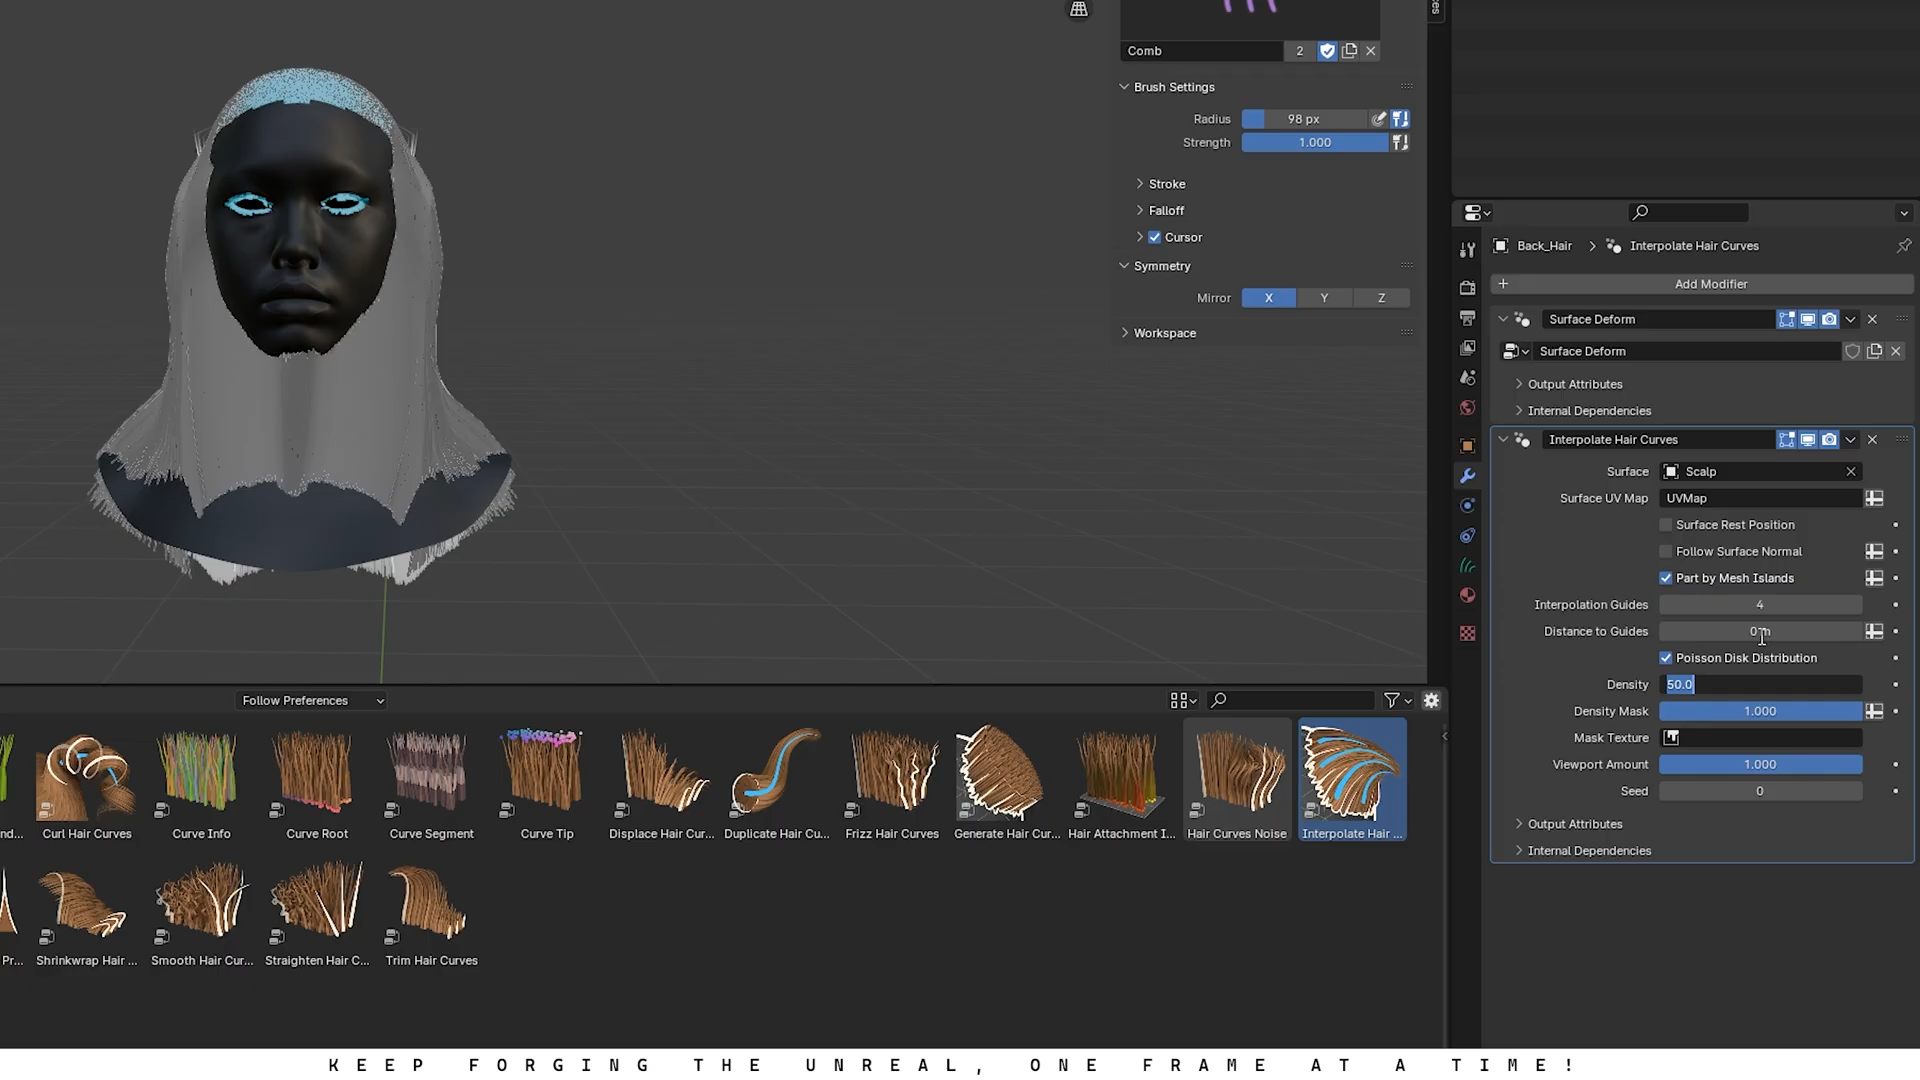 ces
Comb 2
Brush Settings
Radius 98 px
Strength 1.000
Stroke
Falloff
Cursor
Symmetry
Mirror X Y Z
Workspace
Back_Hair Interpolate Hair Curves
Add Modifier
Surface Deform
Surface Deform
Output Attributes
Internal Dependencies
Interpolate Hair Curves
Surface Scalp
Surface UV Map UVMap
Surface Rest Position
Follow Surface Normal
Part by Mesh Islands
Interpolation Guides 4
Distance to Guides 0 m
Poisson Disk Distribution
Density 50.0
Density Mask 1.000
Mask Texture
Viewport Amount 1.000
Seed 0
Output Attributes
Internal Dependencies
Follow Preferences
nd... Curl Hair Curves Curve Info Curve Root Curve Segment Curve Tip Displace Hair Cur... Duplicate Hair Cu... Frizz Hair Curves Generate Hair Cur... Hair Attachment I... Hair Curves Noise Interpolate Hair ...
Pr... Shrinkwrap Hair ... Smooth Hair Cur... Straighten Hair C... Trim Hair Curves
KEEP FORGING THE UNREAL, ONE FRAME AT A TIME!